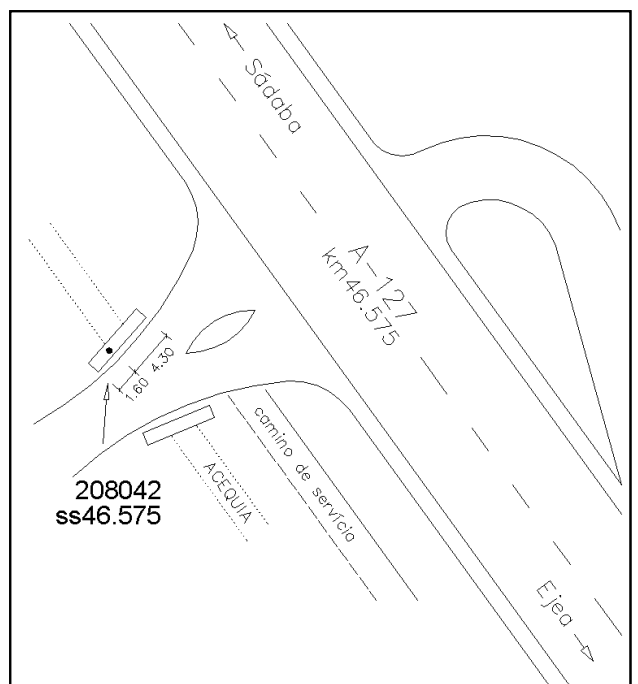 Sádaba
A-127
km46.575
1.60
4.30
camino de servicio
ACEQUIA
208042
ss46.575
Ejea